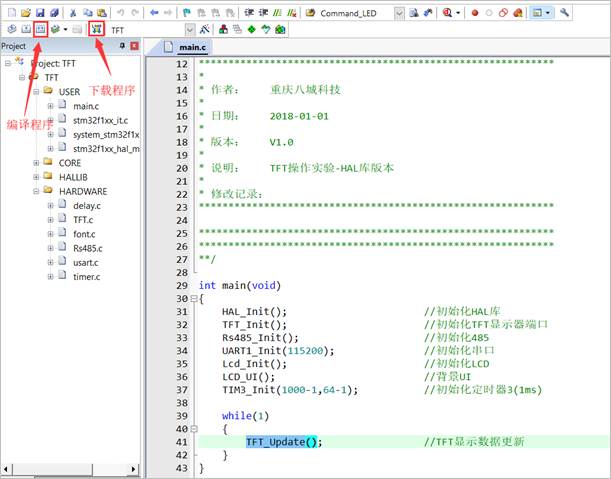 Command_LED
TFT
Project
main.c
下载程序
编译程序
Project: TFT
TFT
USER
main.c
stm32f1xx_it.c
system_stm32f1x
stm32f1xx_hal_m
CORE
HALLIB
HARDWARE
delay.c
TFT.c
font.c
Rs485.c
usart.c
timer.c
12 ************************************************************
13 *
14 * 作者: 重庆八城科技
15 *
16 * 日期: 2018-01-01
17 *
18 * 版本: V1.0
19 *
20 * 说明: TFT操作实验-HAL库版本
21 *
22 * 修改记录:
23 ************************************************************
24
25 ************************************************************
26 ************************************************************
27 **/
28
29 int main(void)
30 {
31 HAL_Init(); //初始化HAL库
32 TFT_Init(); //初始化TFT显示器端口
33 Rs485_Init(); //初始化485
34 UART1_Init(115200); //初始化串口
35 Lcd_Init(); //初始化LCD
36 LCD_UI(); //背景UI
37 TIM3_Init(1000-1,64-1); //初始化定时器3(1ms)
38
39 while(1)
40 {
41 TFT_Update(); //TFT显示数据更新
42 }
43 }